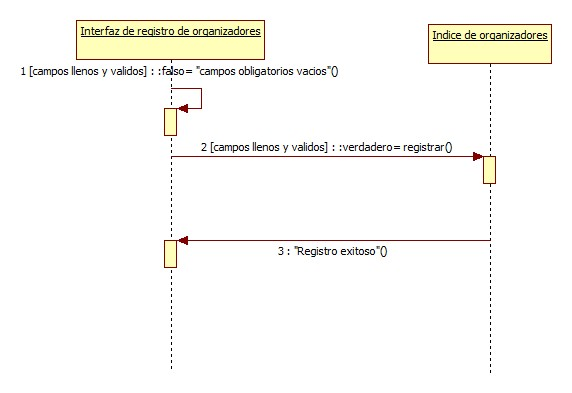 Interfaz de registro de organizadores
Indice de organizadores
1 [campos llenos y validos] : :falso= "campos obligatorios vacios"()
2 [campos llenos y validos] : :verdadero= registrar()
3 : "Registro exitoso"()